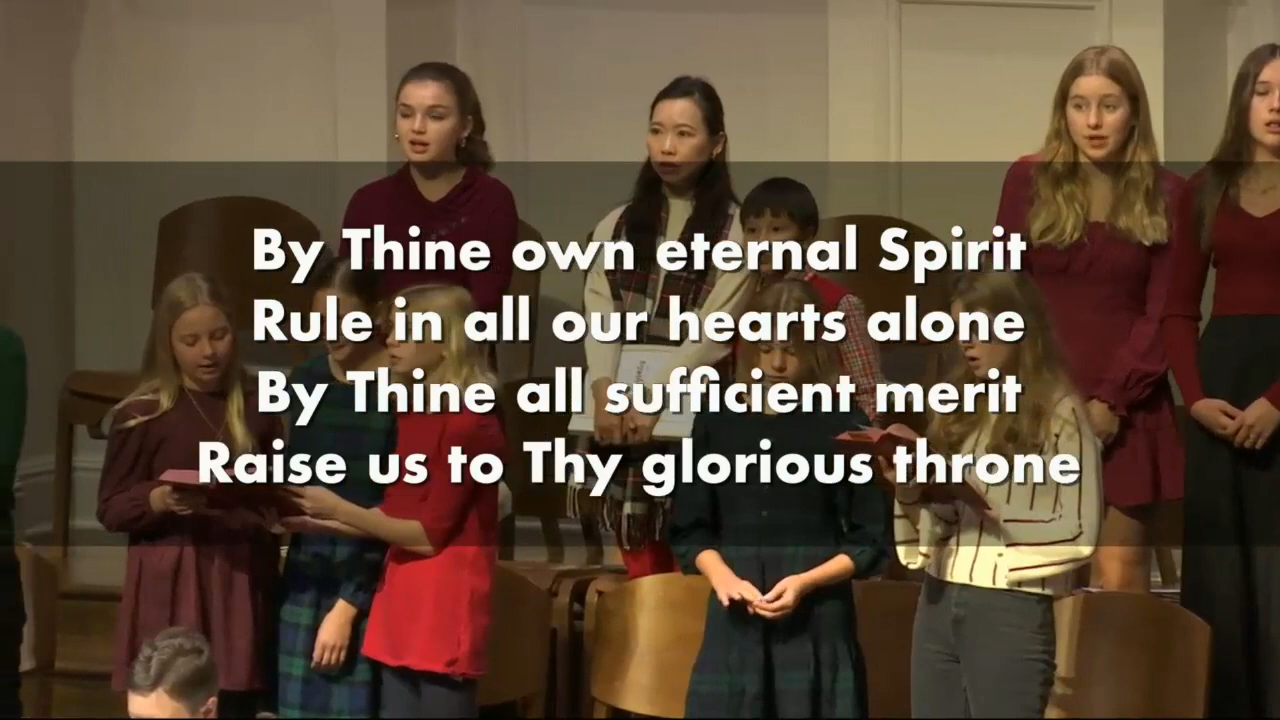 By Thine own eternal Spirit
Rule in all our hearts alone
By Thine all sufficient merit
Raise us to Thy glorious throne